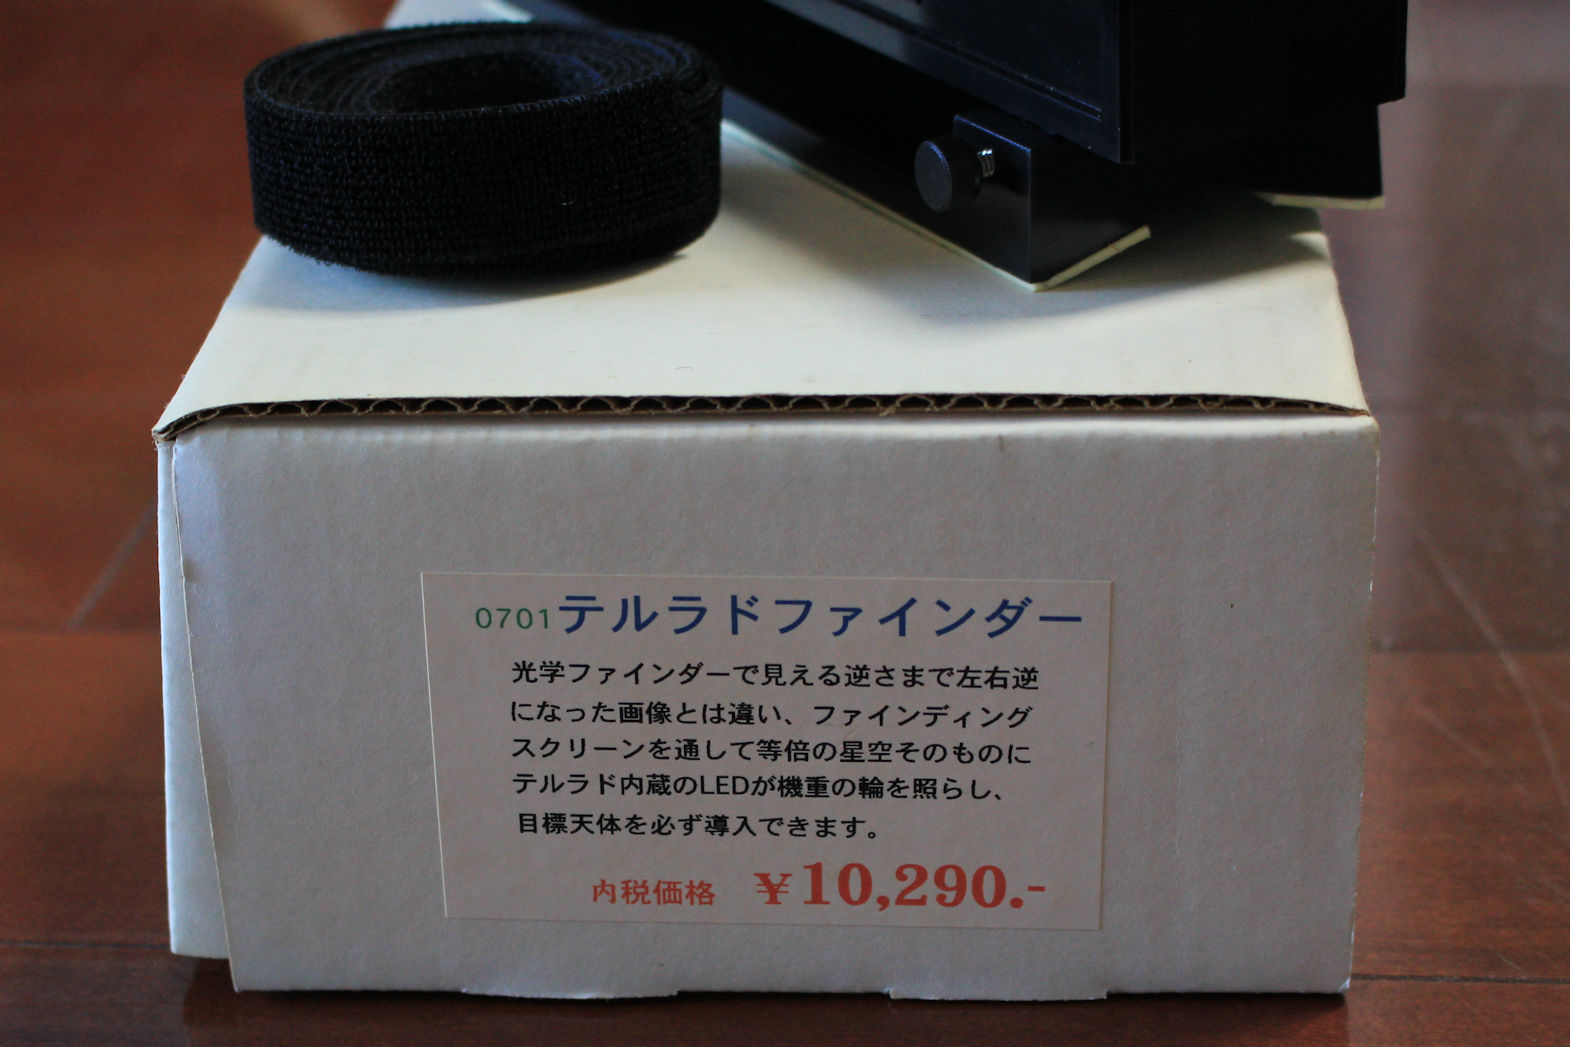 0701テルラドファインダー
光学ファインダーで見える逆さまで左右逆
になった画像とは違い、ファインディング
スクリーンを通して等倍の星空そのものに
テルラド内蔵のLEDが機重の輪を照らし、
目標天体を必ず導入できます。
内税価格 ¥10,290.-